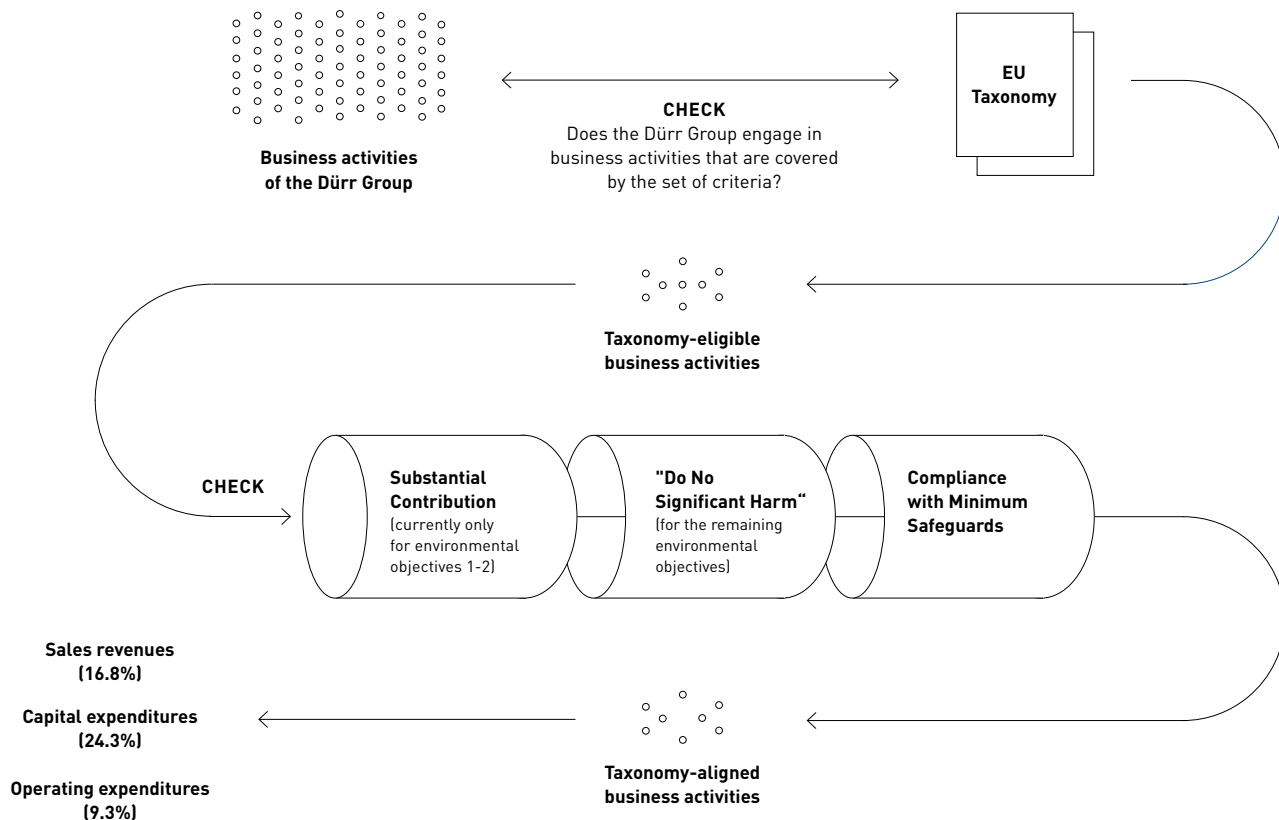 Business activities
of the Dürr Group
CHECK
Does the Dürr Group engage in
business activities that are covered
by the set of criteria?
EU
Taxonomy
Taxonomy-eligible
business activities
CHECK
Substantial
Contribution
(currently only
for environmental
objectives 1-2)
"Do No
Significant Harm“
(for the remaining
environmental
objectives)
Compliance
with Minimum
Safeguards
Sales revenues
(16.8%)
Capital expenditures
(24.3%)
Operating expenditures
(9.3%)
Taxonomy-aligned
business activities